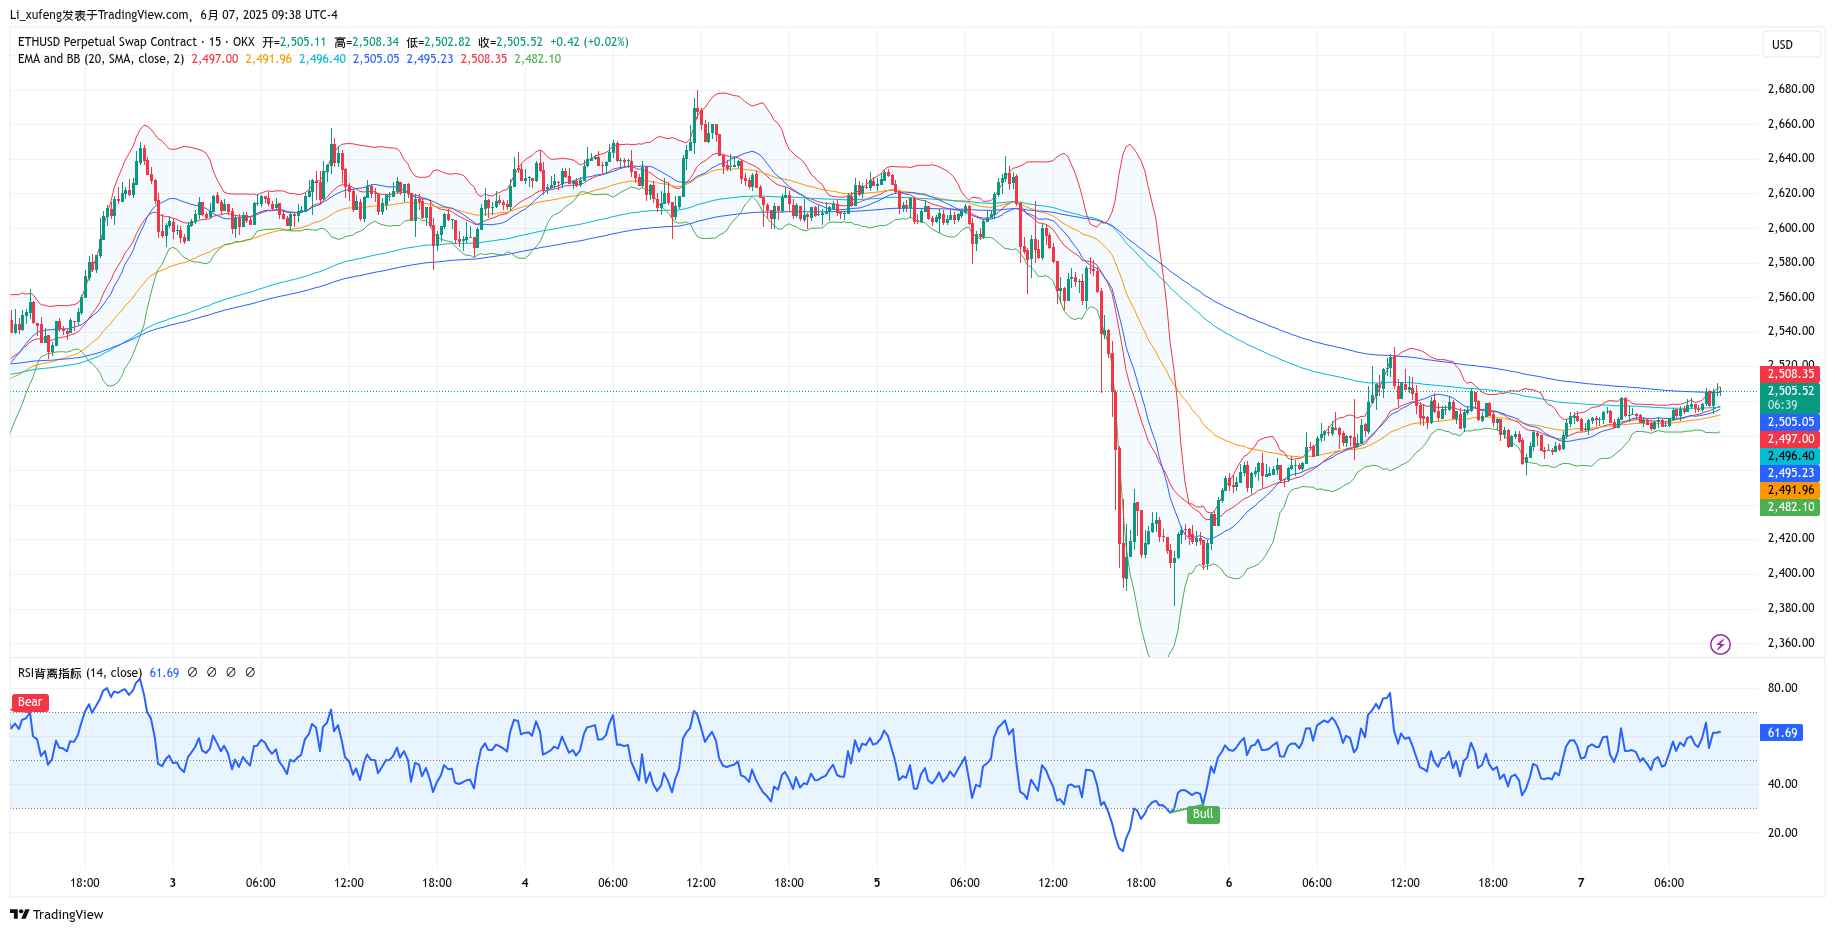 Li_xufeng发表于TradingView.com, 6月 07, 2025 09:38 UTC-4
ETHUSD Perpetual Swap Contract · 15 · OKX 开=2,505.11 高=2,508.34 低=2,502.82 收=2,505.52 +0.42 (+0.02%)
EMA and BB (20, SMA, close, 2) 2,497.00 2,491.96 2,496.40 2,505.05 2,495.23 2,508.35 2,482.10
USD
2,680.00
2,660.00
2,640.00
2,620.00
2,600.00
2,580.00
2,560.00
2,540.00
2,520.00
2,508.35
2,505.52
06:39
2,505.05
2,497.00
2,496.40
2,495.23
2,491.96
2,482.10
2,420.00
2,400.00
2,380.00
2,360.00
RSI背离指标 (14, close) 61.69 ∅ ∅ ∅ ∅
Bear
Bull
80.00
61.69
40.00
20.00
18:00 3 06:00 12:00 18:00 4 06:00 12:00 18:00 5 06:00 12:00 18:00 6 06:00 12:00 18:00 7 06:00
TradingView